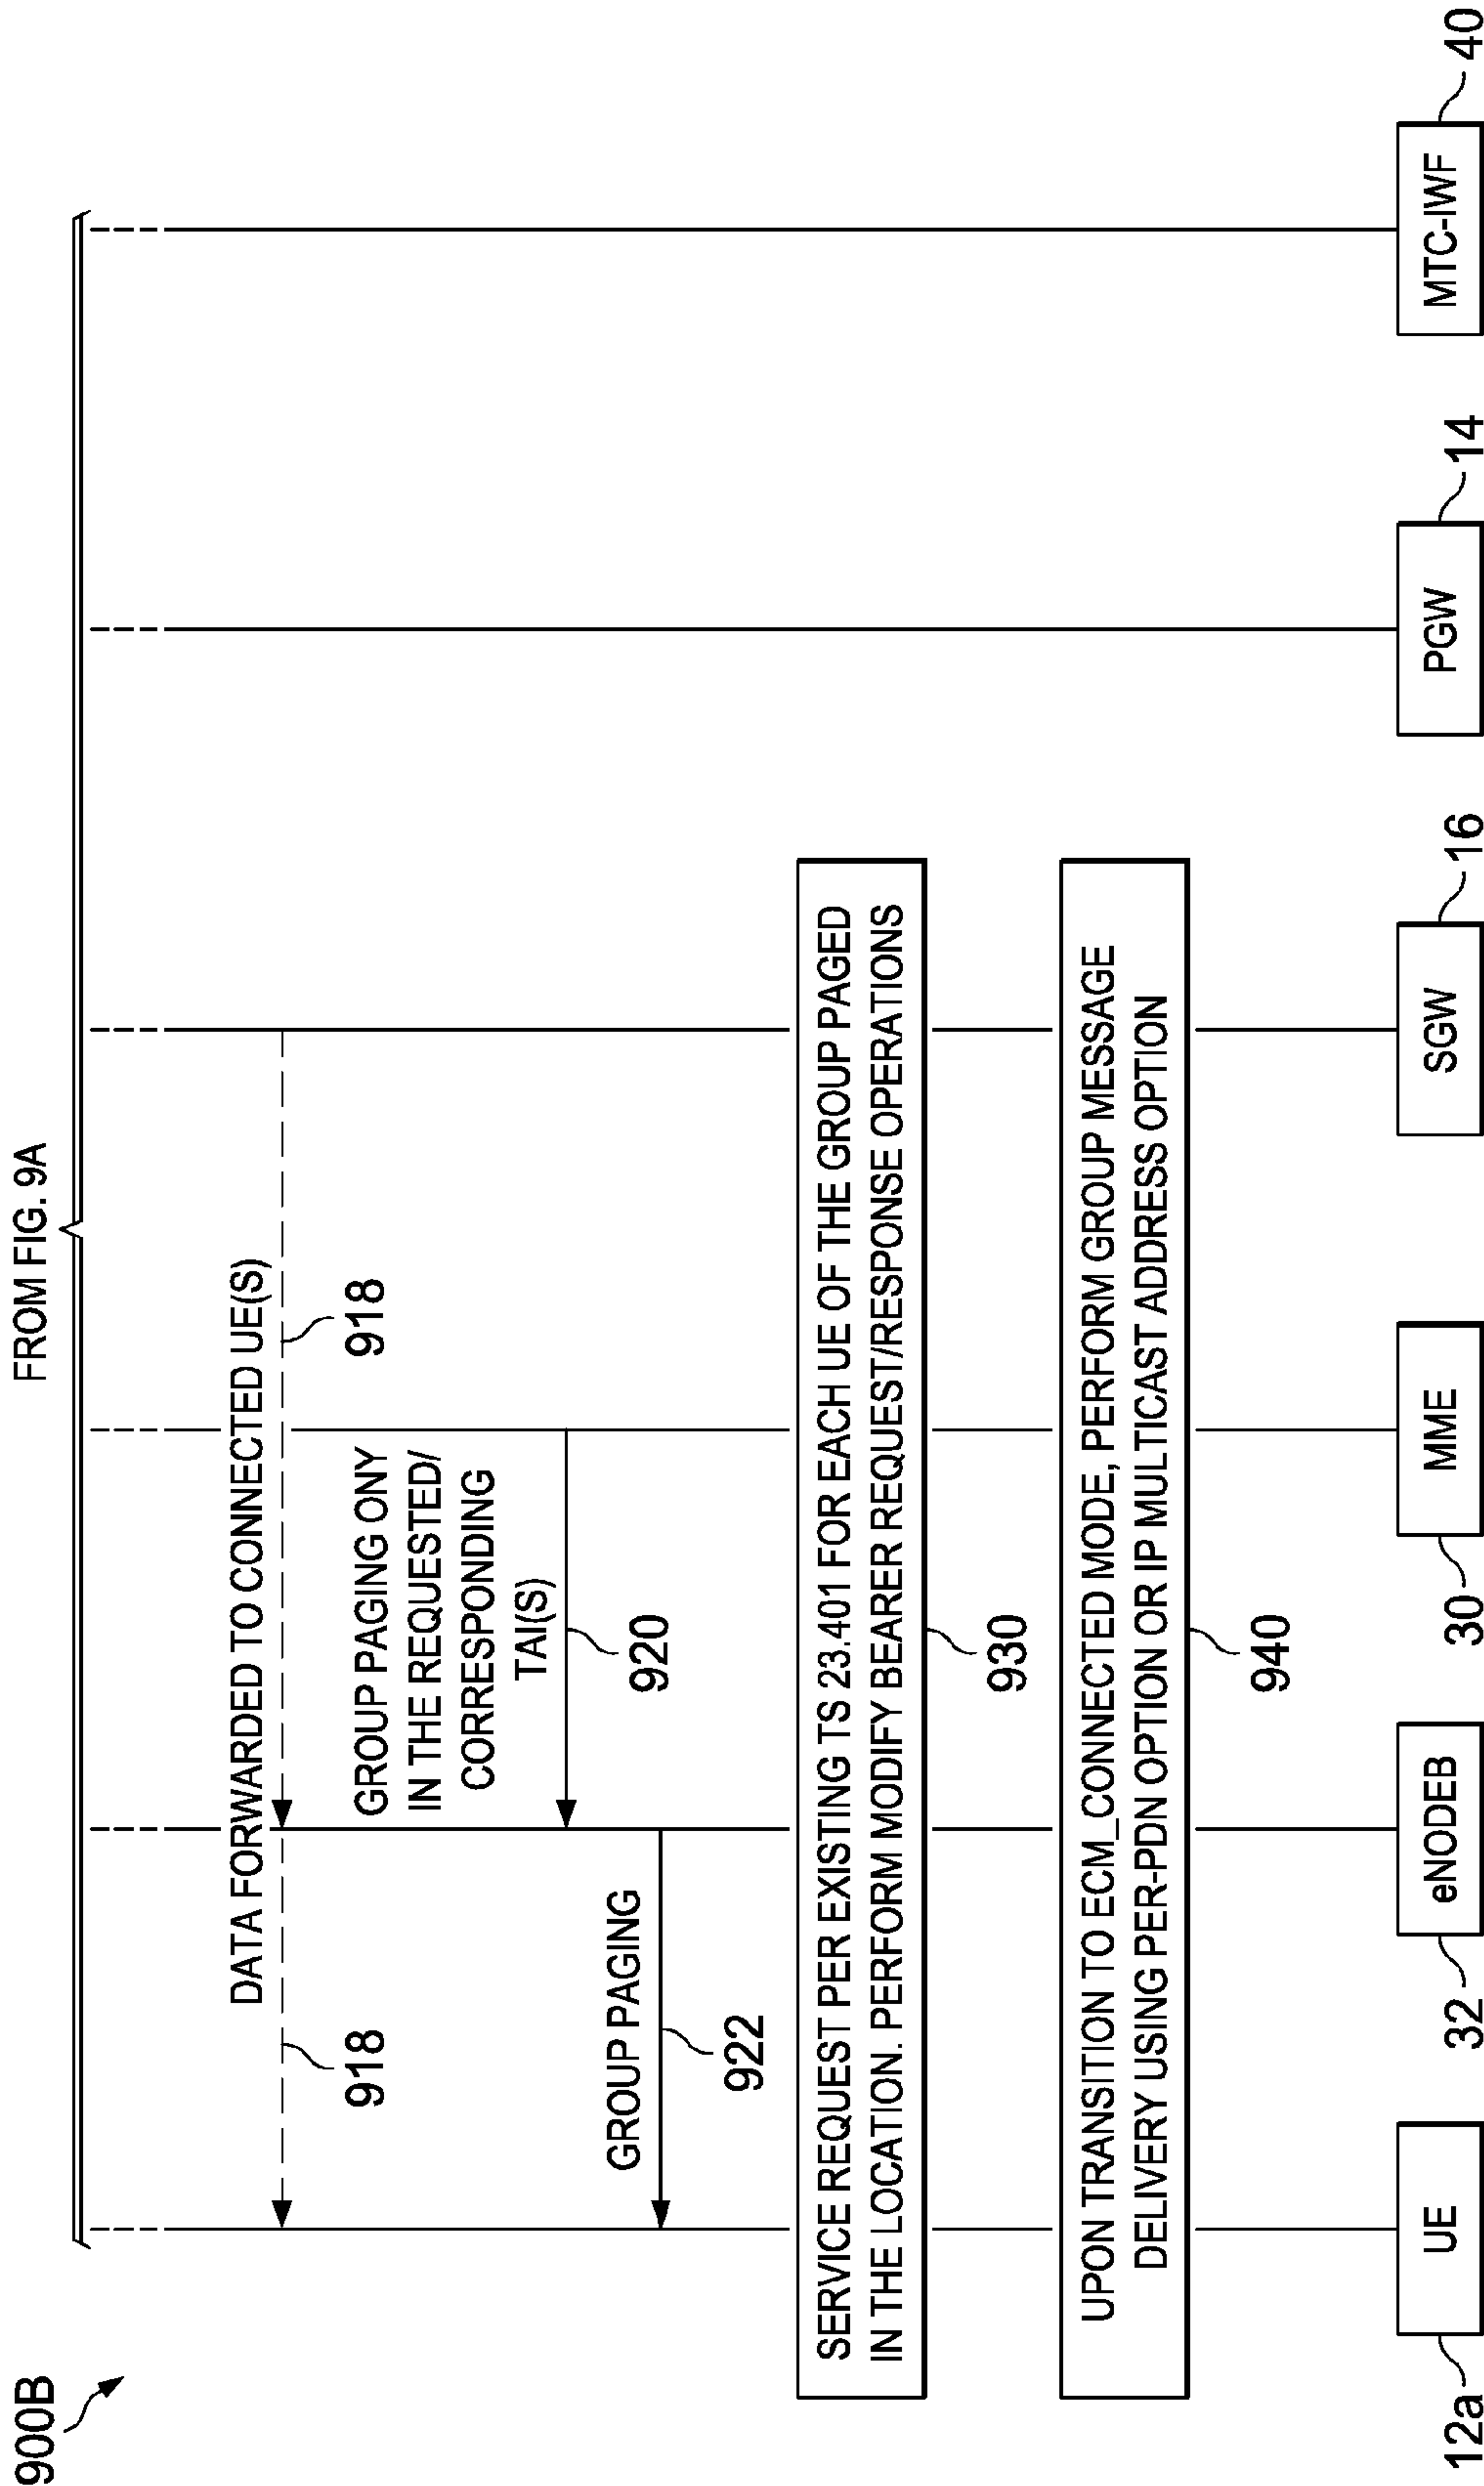 900B
FROM FIG. 9A
DATA FORWARDED TO CONNECTED UE(S)
918
918
GROUP PAGING ONY
IN THE REQUESTED/
CORRESPONDING
TAI(S)
920
GROUP PAGING
922
SERVICE REQUEST PER EXISTING TS 23.401 FOR EACH UE OF THE GROUP PAGED
IN THE LOCATION. PERFORM MODIFY BEARER REQUEST/RESPONSE OPERATIONS
930
UPON TRANSITION TO ECM_CONNECTED MODE, PERFORM GROUP MESSAGE
DELIVERY USING PER-PDN OPTION OR IP MULTICAST ADDRESS OPTION
940
UE
eNODEB
MME
SGW
PGW
MTC-IWF
12a
32
30
16
14
40